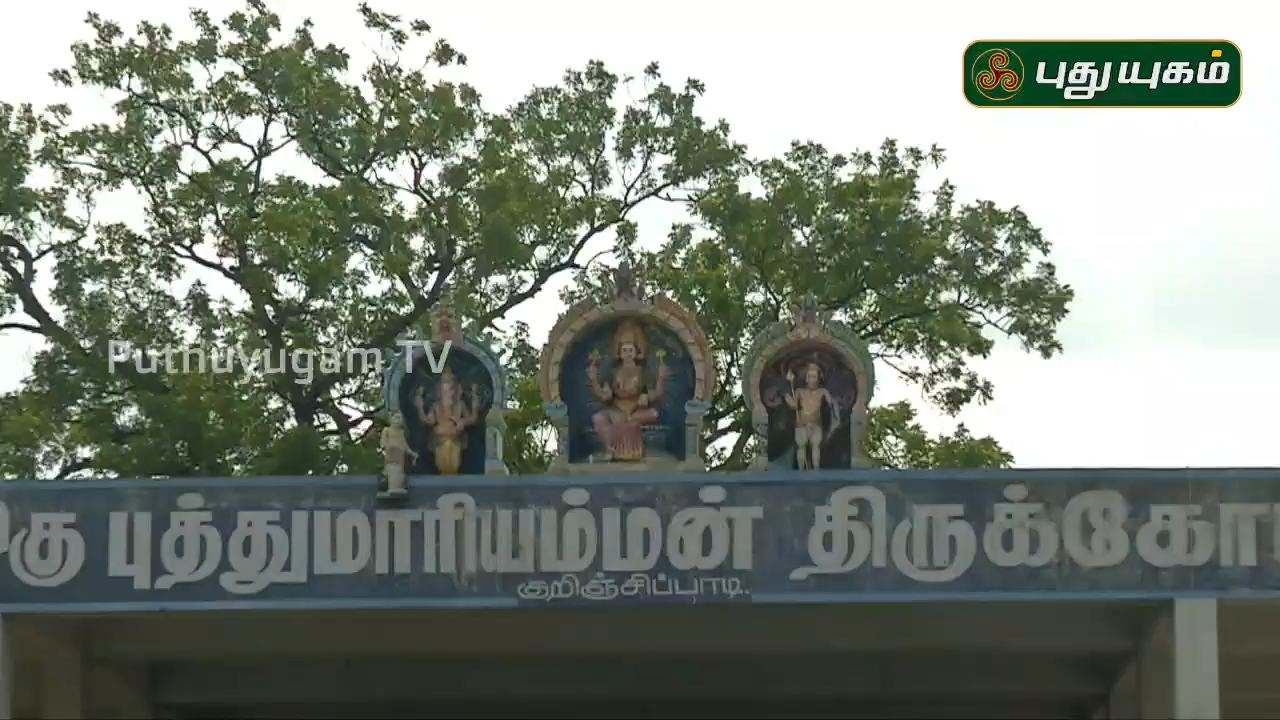 புதுயுகம்
Puthuyugam TV
கு புத்துமாரியம்மன் திருக்கோ
குறிஞ்சிப்பாடி.